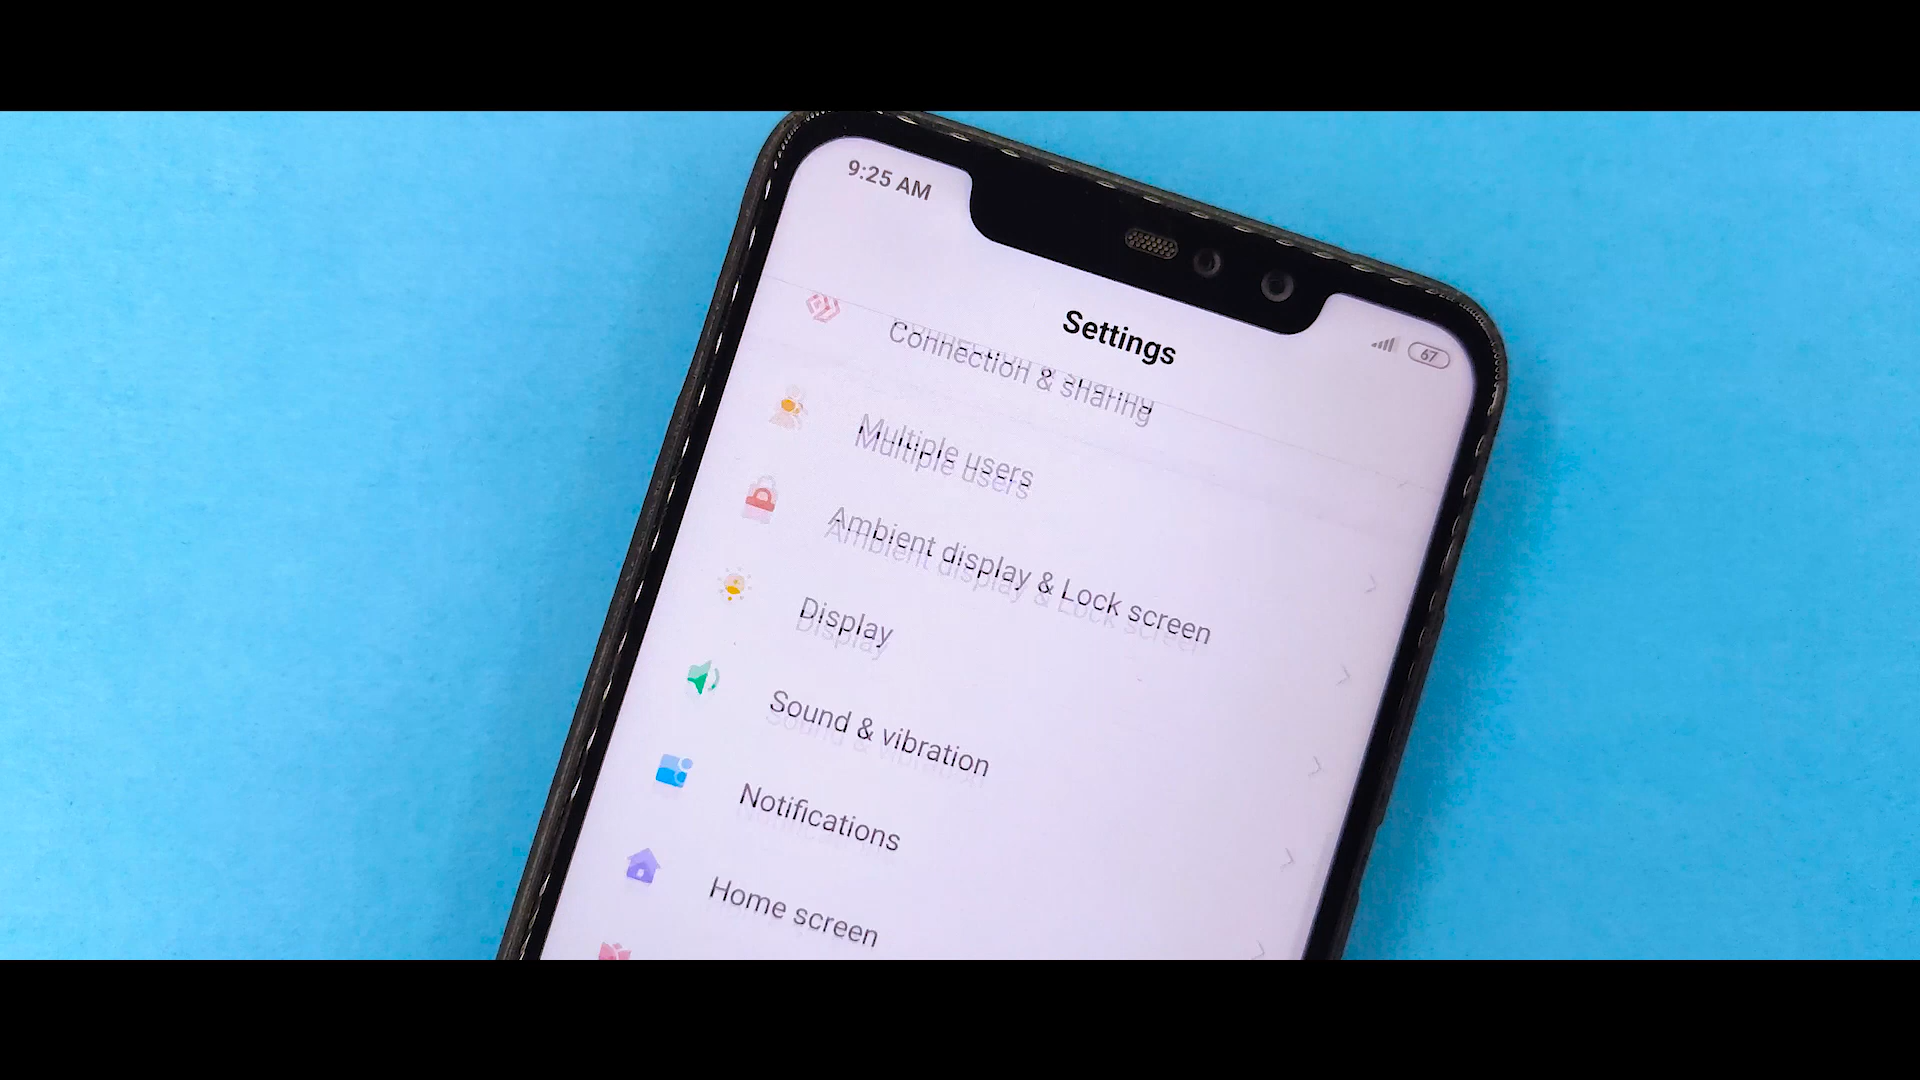 9:25 AM
67
Settings
Connection & sharing
Multiple users
Ambient display & Lock screen
Display
Sound & vibration
Notifications
Home screen